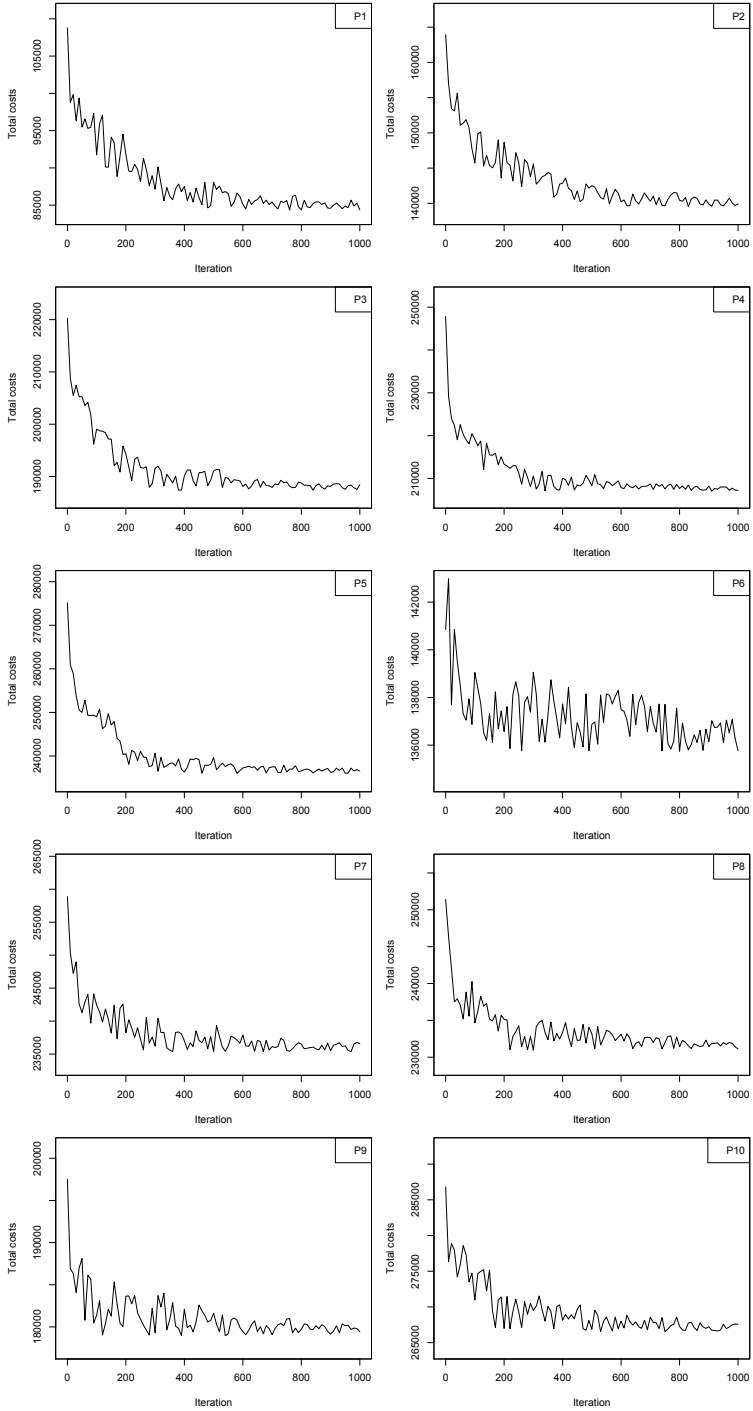 P1
Total costs
85000
95000
105000
0 200 400 600 800 1000
Iteration
P2
Total costs
140000
150000
160000
0 200 400 600 800 1000
Iteration
P3
Total costs
190000
200000
210000
220000
0 200 400 600 800 1000
Iteration
P4
Total costs
210000
230000
250000
0 200 400 600 800 1000
Iteration
P5
Total costs
240000
250000
260000
270000
280000
0 200 400 600 800 1000
Iteration
P6
Total costs
136000
138000
140000
142000
0 200 400 600 800 1000
Iteration
P7
Total costs
235000
245000
255000
265000
0 200 400 600 800 1000
Iteration
P8
Total costs
230000
240000
250000
0 200 400 600 800 1000
Iteration
P9
Total costs
180000
190000
200000
0 200 400 600 800 1000
Iteration
P10
Total costs
265000
275000
285000
0 200 400 600 800 1000
Iteration